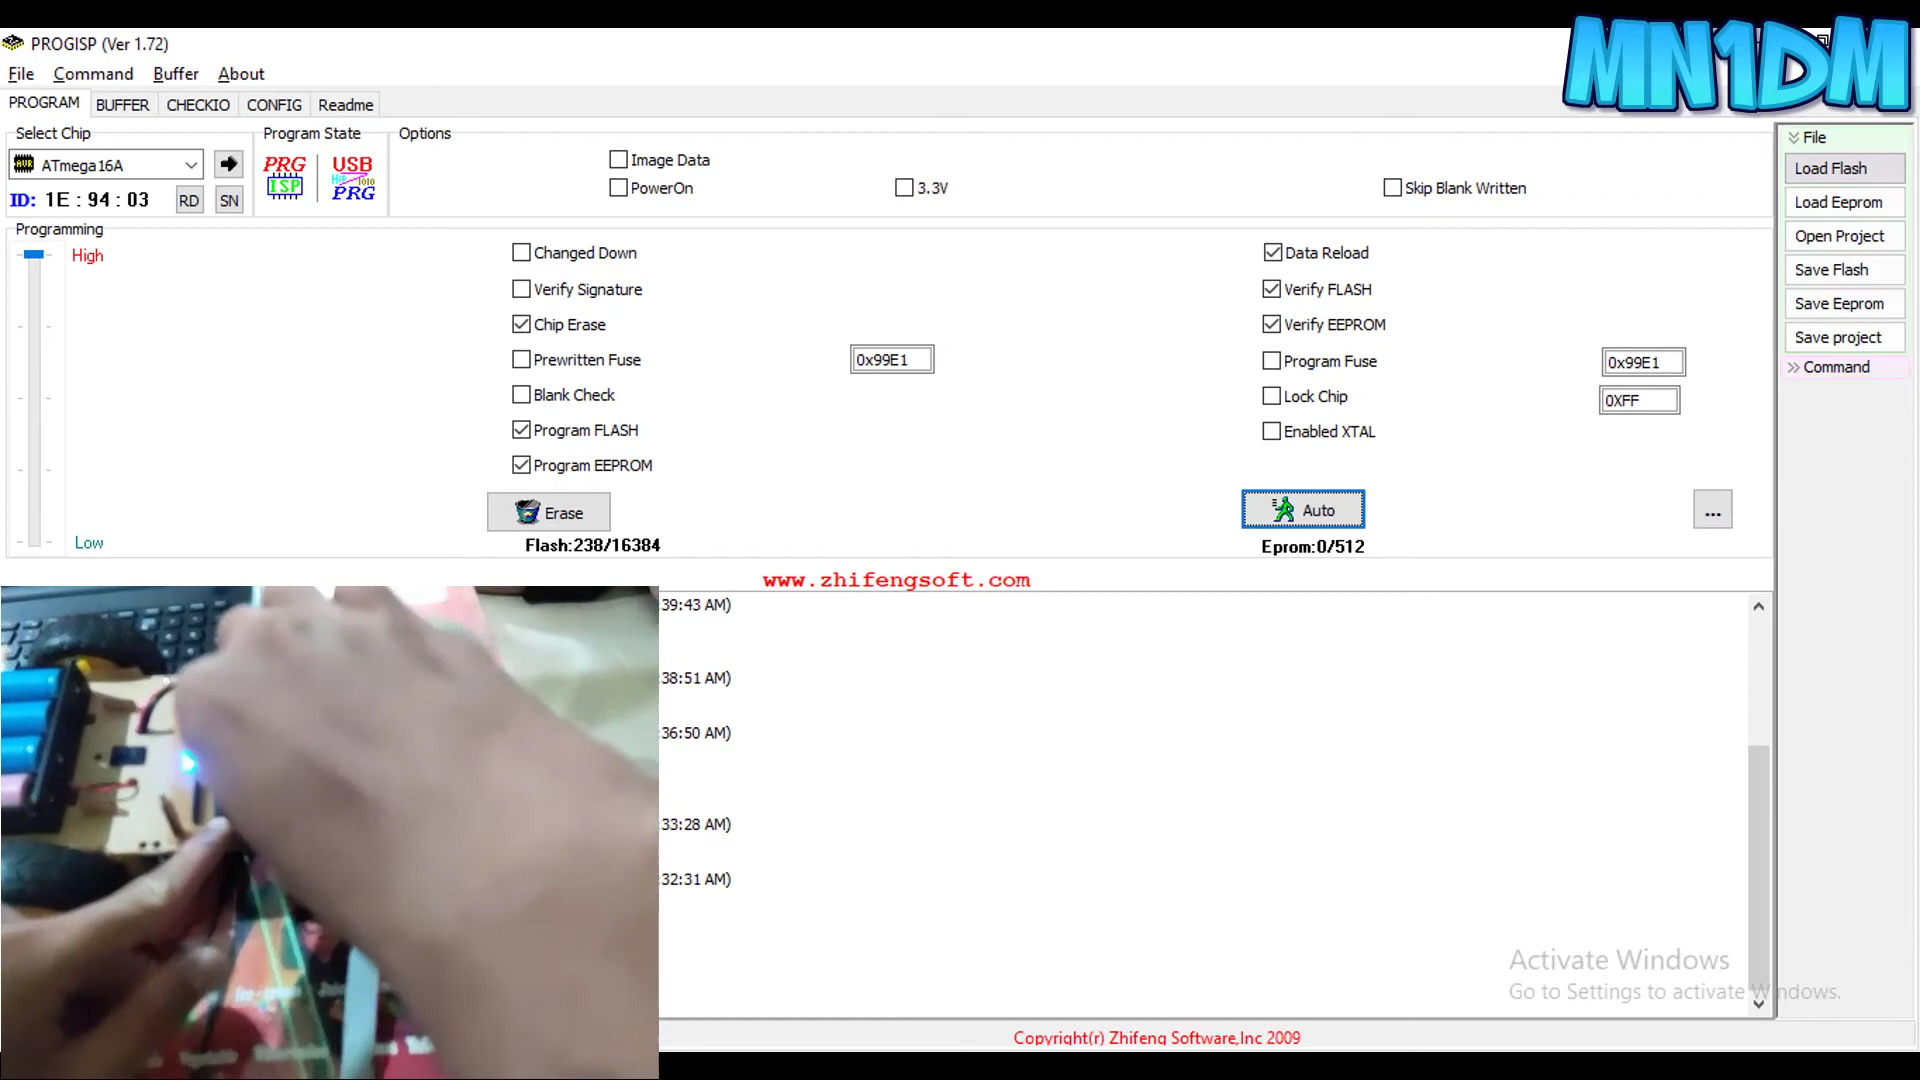 MN1DM
PROGISP (Ver 1.72)
File Command Buffer About
PROGRAM BUFFER CHECKIO CONFIG Readme
Select Chip Program State Options
ATmega16A
PRG ISP
USB PRG
Image Data
PowerOn 3.3V Skip Blank Written
ID: 1E : 94 : 03 RD SN
Programming
High
Low
Changed Down
Verify Signature
Chip Erase
Prewritten Fuse 0x99E1
Blank Check
Program FLASH
Program EEPROM
Data Reload
Verify FLASH
Verify EEPROM
Program Fuse 0x99E1
Lock Chip 0XFF
Enabled XTAL
Erase Auto ...
Flash:238/16384 Eprom:0/512
www.zhifengsoft.com
:39:43 AM)
:38:51 AM)
:36:50 AM)
:33:28 AM)
:32:31 AM)
File
Load Flash
Load Eeprom
Open Project
Save Flash
Save Eeprom
Save project
Command
Activate Windows
Go to Settings to activate Windows.
Copyright(r) Zhifeng Software,Inc 2009